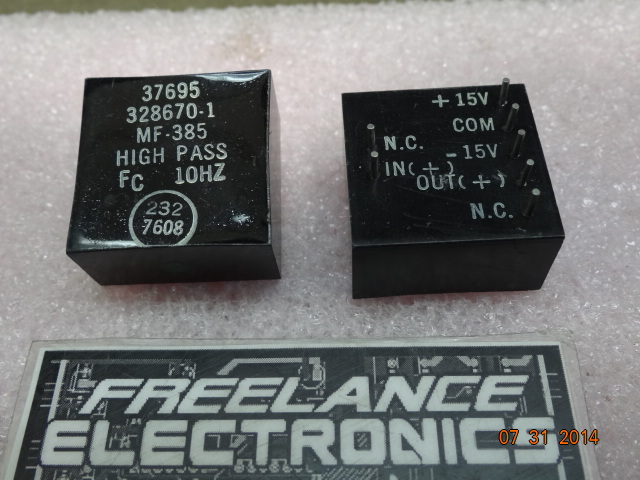 37695
328670-1
MF-385
HIGH PASS
FC 10HZ
232
7608
+ 15V
COM
N.C.
- 15V
IN(+)
OUT(+)
N.C.
FREELANCE
ELECTRONICS
07 31 2014